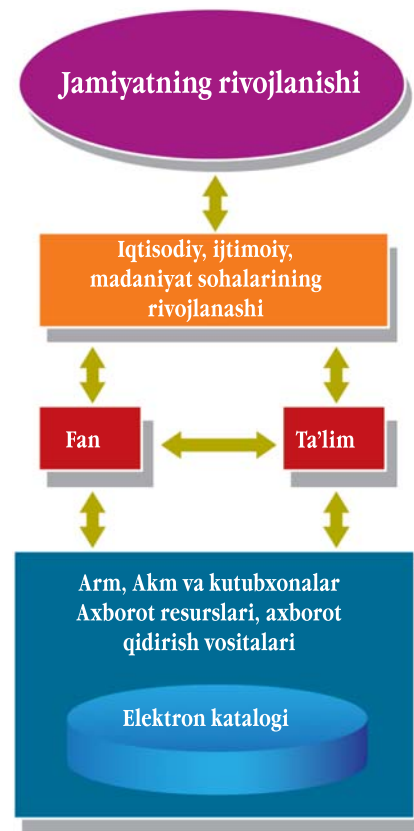 Jamiyatning rivojlanishi
Iqtisodiy, ijtimoiy,
madaniyat sohalarining
rivojlanashi
Fan
Ta’lim
Arm, Akm va kutubxonalar
Axborot resurslari, axborot
qidirish vositalari
Elektron katalogi